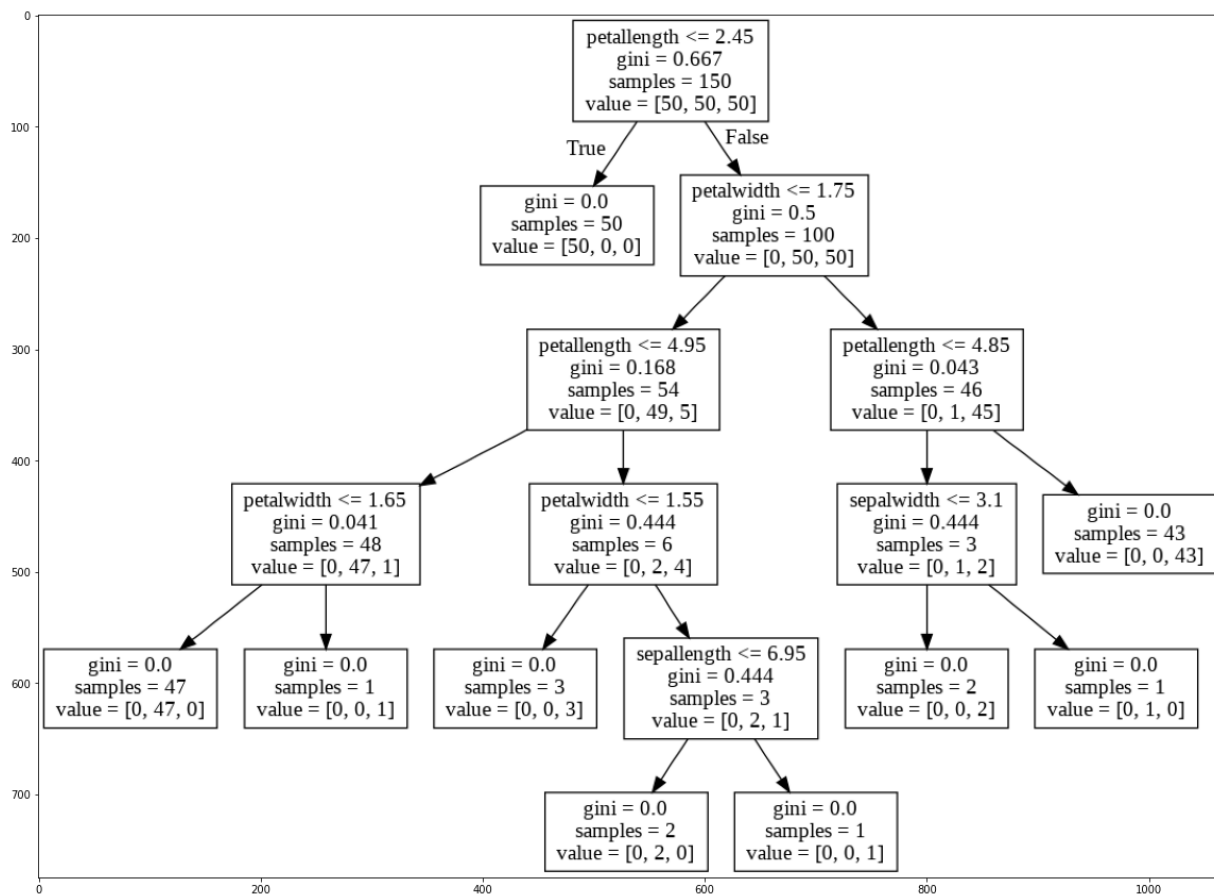 0
petallength <= 2.45
gini = 0.667
samples = 150
value = [50, 50, 50]
100
True
False
gini = 0.0
samples = 50
value = [50, 0, 0]
petalwidth <= 1.75
gini = 0.5
samples = 100
value = [0, 50, 50]
200
300
petallength <= 4.95
gini = 0.168
samples = 54
value = [0, 49, 5]
petallength <= 4.85
gini = 0.043
samples = 46
value = [0, 1, 45]
400
petalwidth <= 1.65
gini = 0.041
samples = 48
value = [0, 47, 1]
petalwidth <= 1.55
gini = 0.444
samples = 6
value = [0, 2, 4]
sepalwidth <= 3.1
gini = 0.444
samples = 3
value = [0, 1, 2]
gini = 0.0
samples = 43
value = [0, 0, 43]
500
600
gini = 0.0
samples = 47
value = [0, 47, 0]
gini = 0.0
samples = 1
value = [0, 0, 1]
gini = 0.0
samples = 3
value = [0, 0, 3]
sepallength <= 6.95
gini = 0.444
samples = 3
value = [0, 2, 1]
gini = 0.0
samples = 2
value = [0, 0, 2]
gini = 0.0
samples = 1
value = [0, 1, 0]
700
gini = 0.0
samples = 2
value = [0, 2, 0]
gini = 0.0
samples = 1
value = [0, 0, 1]
0
200
400
600
800
1000